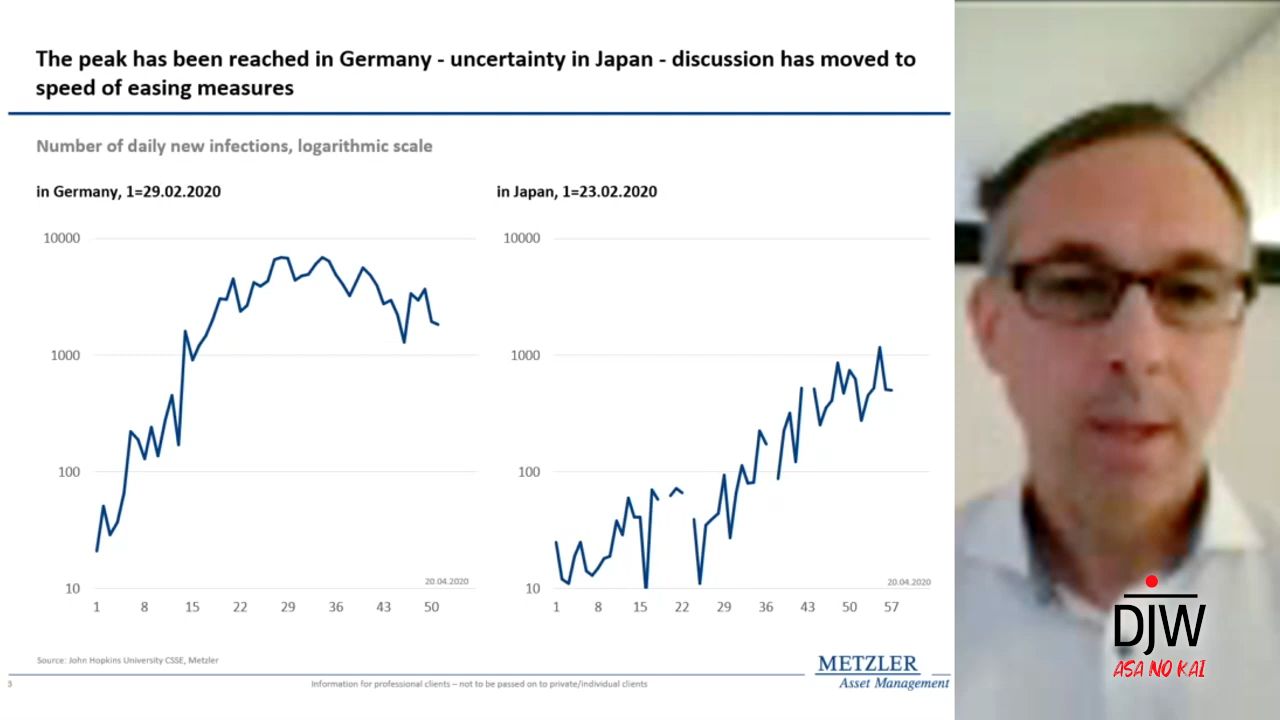 The peak has been reached in Germany - uncertainty in Japan - discussion has moved to
speed of easing measures
Number of daily new infections, logarithmic scale
in Germany, 1=29.02.2020
in Japan, 1=23.02.2020
10000
1000
100
10
1 8 15 22 29 36 43 50
20.04.2020
10000
1000
100
10
1 8 15 22 29 36 43 50 57
20.04.2020
Source: John Hopkins University CSSE, Metzler
3
Information for professional clients – not to be passed on to private/individual clients
METZLER
Asset Management
DJW
ASA NO KAI